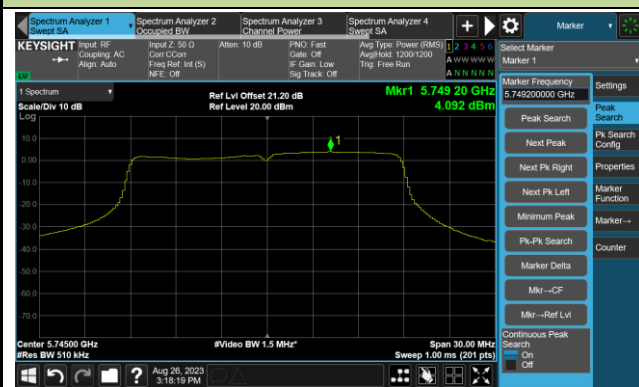 Spectrum Analyzer 1
Swept SA
Spectrum Analyzer 2
Occupied BW
Spectrum Analyzer 3
Channel Power
Spectrum Analyzer 4
Swept SA
Marker
KEYSIGHT
Input: RF
Coupling: AC
Align: Auto
Input Z: 50 Ω
Corr CCorr
Freq Ref: Int (S)
NFE: Off
Atten: 10 dB
PNO: Fast
Gate: Off
IF Gain: Low
Sig Track: Off
Avg Type: Power (RMS)
Avg|Hold: 1200/1200
Trig: Free Run
1 2 3 4 5 6
A W W W W W
A N N N N N
Select Marker
Marker 1
1 Spectrum
Scale/Div 10 dB
Log
Ref Lvl Offset 21.20 dB
Ref Level 20.00 dBm
Mkr1 5.749 20 GHz
4.092 dBm
1
10.0
0.00
-10.0
-20.0
-30.0
-40.0
-50.0
-60.0
-70.0
Center 5.74500 GHz
#Res BW 510 kHz
#Video BW 1.5 MHz*
Span 30.00 MHz
Sweep 1.00 ms (201 pts)
Marker Frequency
5.749200000 GHz
Peak Search
Next Peak
Next Pk Right
Next Pk Left
Minimum Peak
Pk-Pk Search
Marker Delta
Mkr→CF
Mkr→Ref Lvl
Continuous Peak
Search
On
Off
Settings
Peak
Search
Pk Search
Config
Properties
Marker
Function
Marker→
Counter
Aug 26, 2023
3:18:19 PM